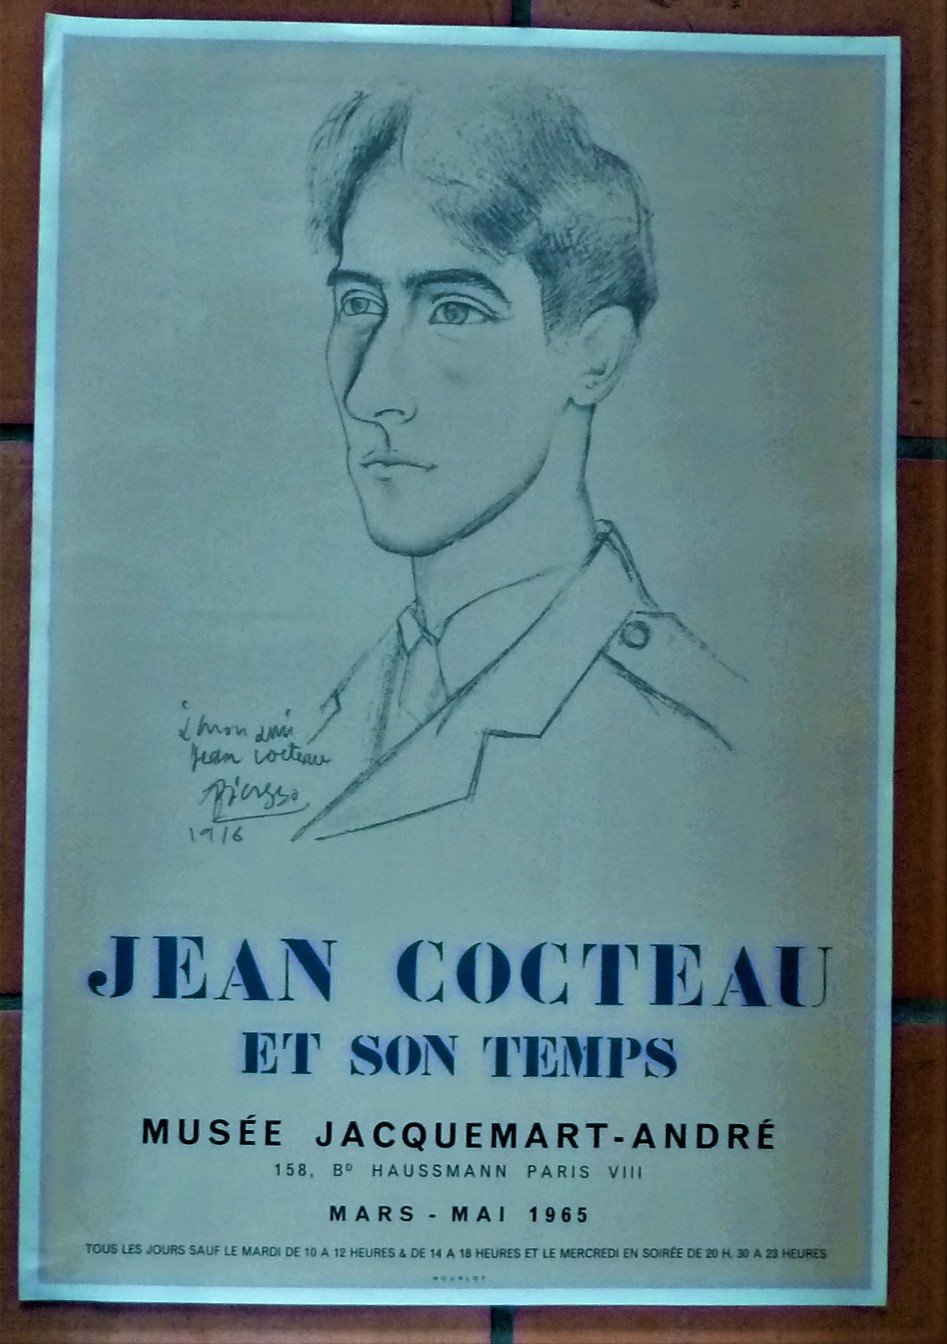 à mon ami
Jean Cocteau
Picasso
1916
JEAN COCTEAU
ET SON TEMPS
MUSÉE JACQUEMART-ANDRÉ
158, Bᴰ HAUSSMANN PARIS VIII
MARS - MAI 1965
TOUS LES JOURS SAUF LE MARDI DE 10 A 12 HEURES & DE 14 A 18 HEURES ET LE MERCREDI EN SOIRÉE DE 20 H. 30 A 23 HEURES
MOURLOT